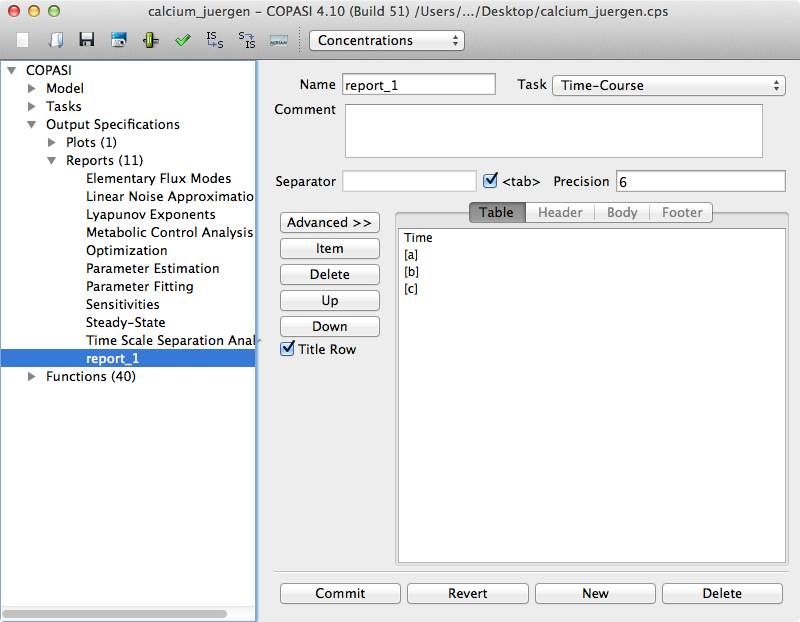 calcium_juergen – COPASI 4.10 (Build 51) /Users/.../Desktop/calcium_juergen.cps
Concentrations
COPASI
Model
Tasks
Output Specifications
Plots (1)
Reports (11)
Elementary Flux Modes
Linear Noise Approximatio
Lyapunov Exponents
Metabolic Control Analysis
Optimization
Parameter Estimation
Parameter Fitting
Sensitivities
Steady-State
Time Scale Separation Anal
report_1
Functions (40)
Name report_1 Task Time-Course
Comment
Separator <tab> Precision 6
Advanced >>
Item
Delete
Up
Down
Title Row
Table Header Body Footer
Time
[a]
[b]
[c]
Commit Revert New Delete